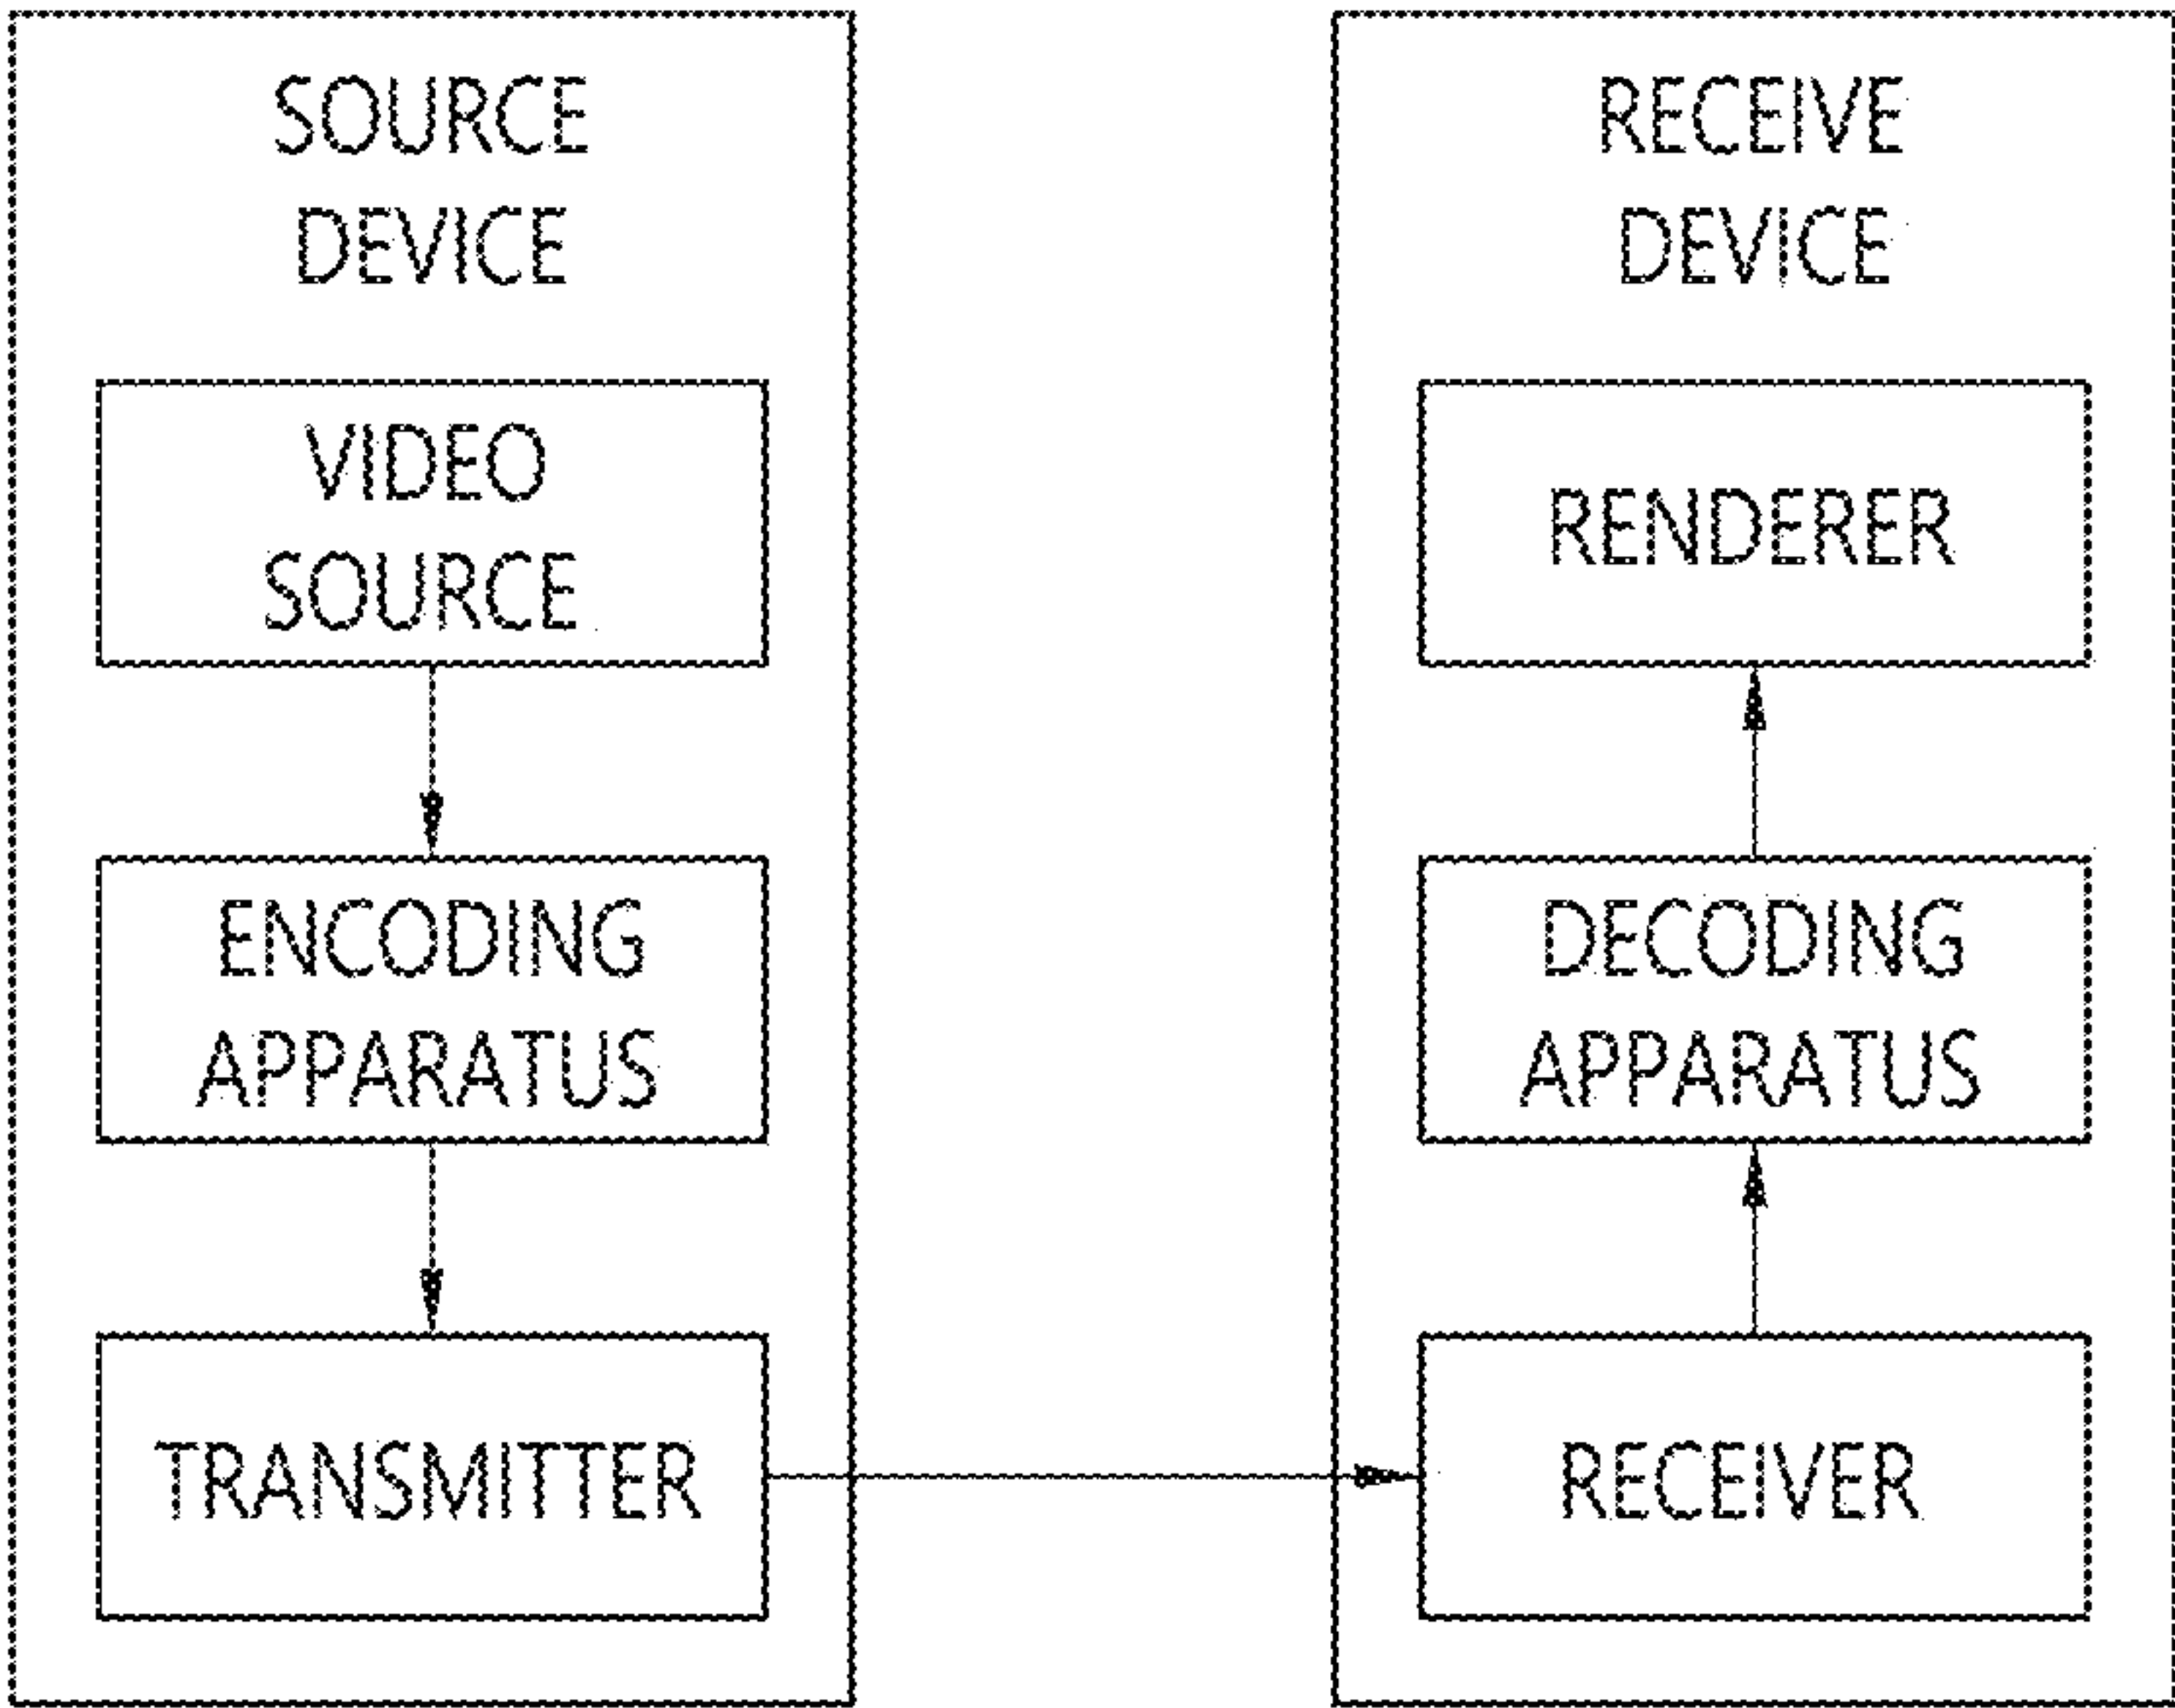 SOURCE
DEVICE
VIDEO
SOURCE
ENCODING
APPARATUS
TRANSMITTER
RECEIVE
DEVICE
RENDERER
DECODING
APPARATUS
RECEIVER